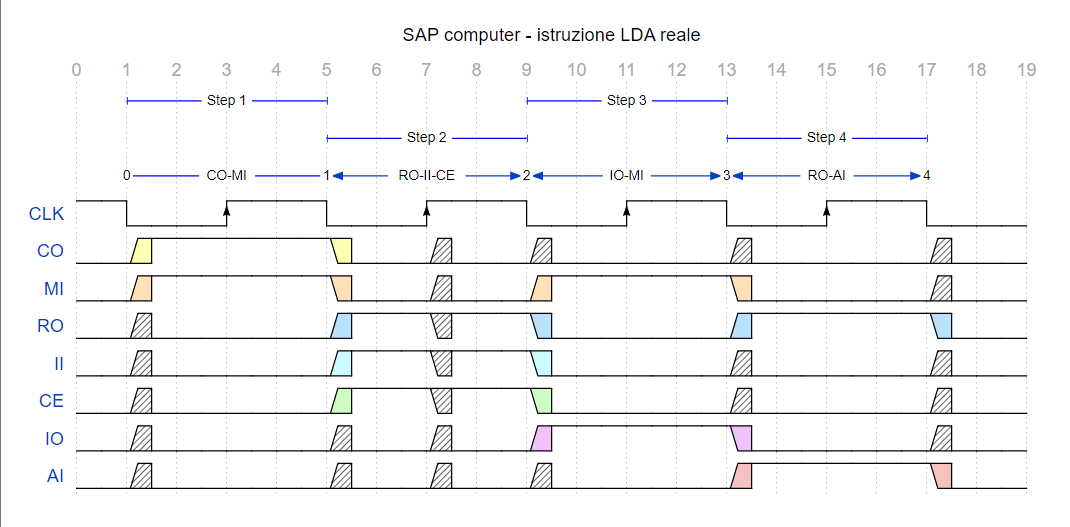 SAP computer - istruzione LDA reale
0 1 2 3 4 5 6 7 8 9 10 11 12 13 14 15 16 17 18 19
Step 1 Step 3
Step 2 Step 4
0 CO-MI 1 RO-II-CE 2 IO-MI 3 RO-AI 4
CLK
CO
MI
RO
II
CE
IO
AI